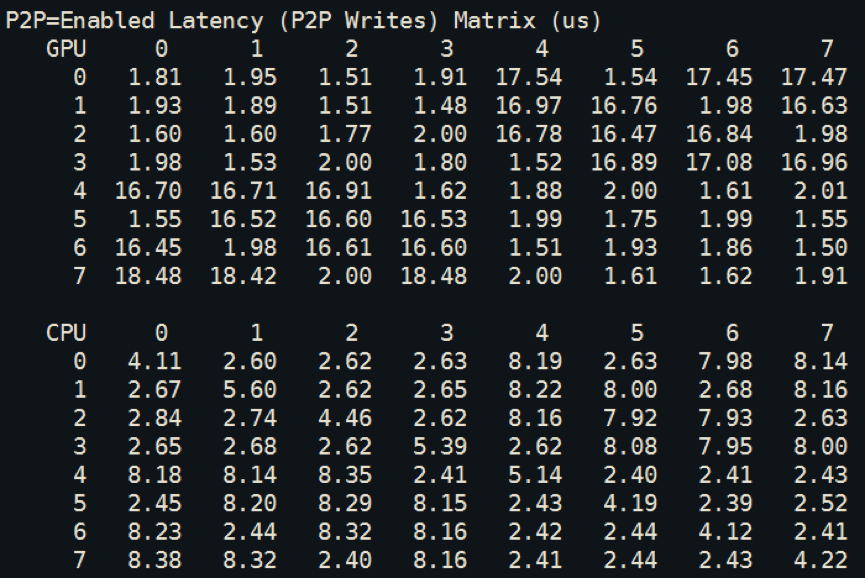 P2P=Enabled Latency (P2P Writes) Matrix (us)
GPU 0 1 2 3 4 5 6 7
0 1.81 1.95 1.51 1.91 17.54 1.54 17.45 17.47
1 1.93 1.89 1.51 1.48 16.97 16.76 1.98 16.63
2 1.60 1.60 1.77 2.00 16.78 16.47 16.84 1.98
3 1.98 1.53 2.00 1.80 1.52 16.89 17.08 16.96
4 16.70 16.71 16.91 1.62 1.88 2.00 1.61 2.01
5 1.55 16.52 16.60 16.53 1.99 1.75 1.99 1.55
6 16.45 1.98 16.61 16.60 1.51 1.93 1.86 1.50
7 18.48 18.42 2.00 18.48 2.00 1.61 1.62 1.91
CPU 0 1 2 3 4 5 6 7
0 4.11 2.60 2.62 2.63 8.19 2.63 7.98 8.14
1 2.67 5.60 2.62 2.65 8.22 8.00 2.68 8.16
2 2.84 2.74 4.46 2.62 8.16 7.92 7.93 2.63
3 2.65 2.68 2.62 5.39 2.62 8.08 7.95 8.00
4 8.18 8.14 8.35 2.41 5.14 2.40 2.41 2.43
5 2.45 8.20 8.29 8.15 2.43 4.19 2.39 2.52
6 8.23 2.44 8.32 8.16 2.42 2.44 4.12 2.41
7 8.38 8.32 2.40 8.16 2.41 2.44 2.43 4.22